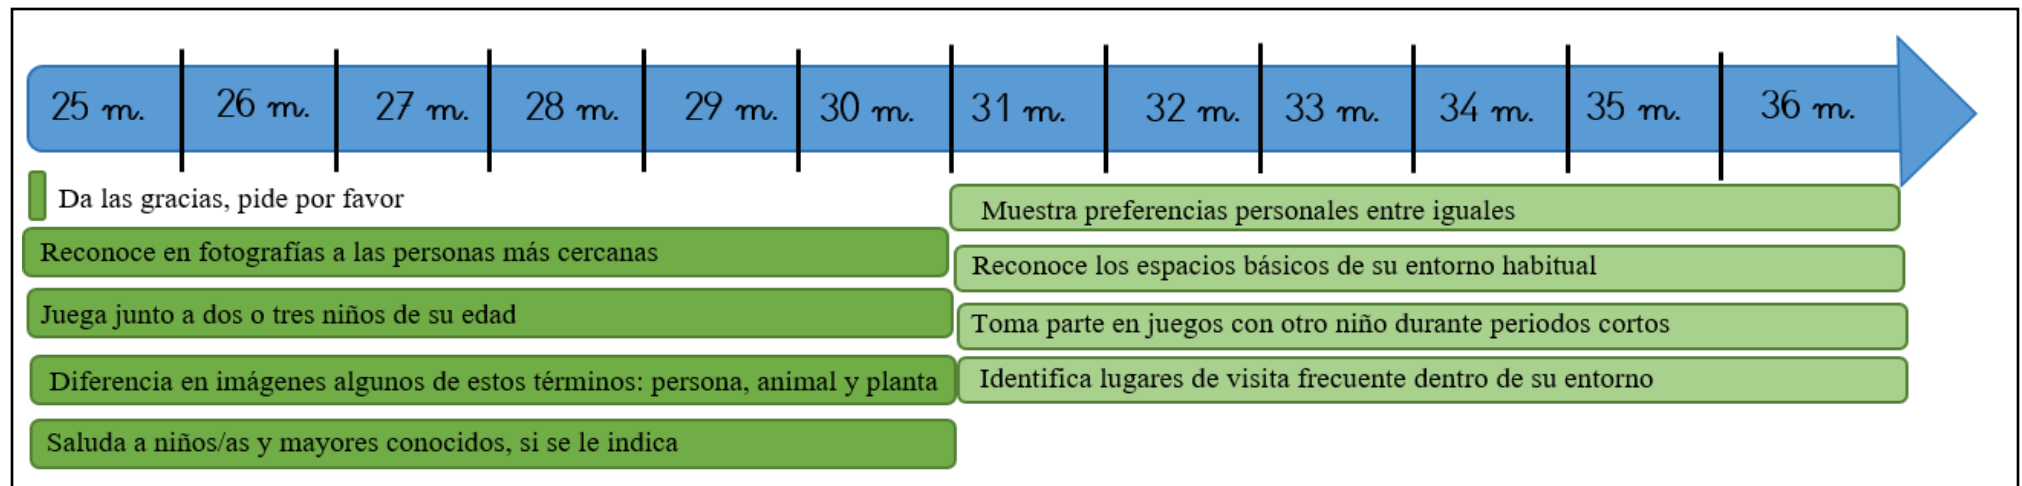 25 m. 26 m. 27 m. 28 m. 29 m. 30 m. 31 m. 32 m. 33 m. 34 m. 35 m. 36 m.
Da las gracias, pide por favor
Reconoce en fotografías a las personas más cercanas
Juega junto a dos o tres niños de su edad
Diferencia en imágenes algunos de estos términos: persona, animal y planta
Saluda a niños/as y mayores conocidos, si se le indica
Muestra preferencias personales entre iguales
Reconoce los espacios básicos de su entorno habitual
Toma parte en juegos con otro niño durante periodos cortos
Identifica lugares de visita frecuente dentro de su entorno